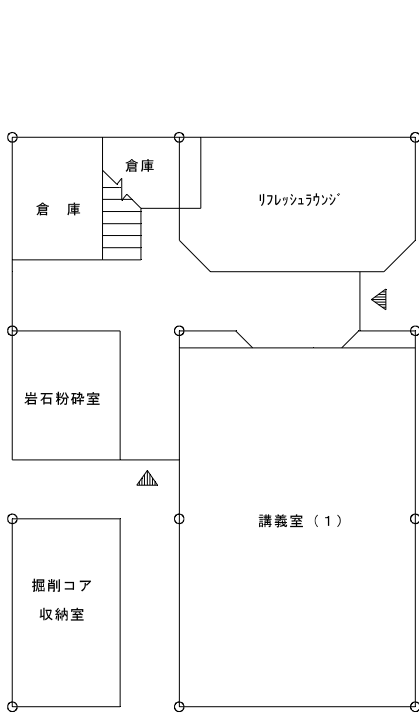 倉庫
倉　庫
ﾘﾌﾚｯｼｭﾗｳﾝｼﾞ
岩石粉砕室
講義室（１）
掘削コア
収納室